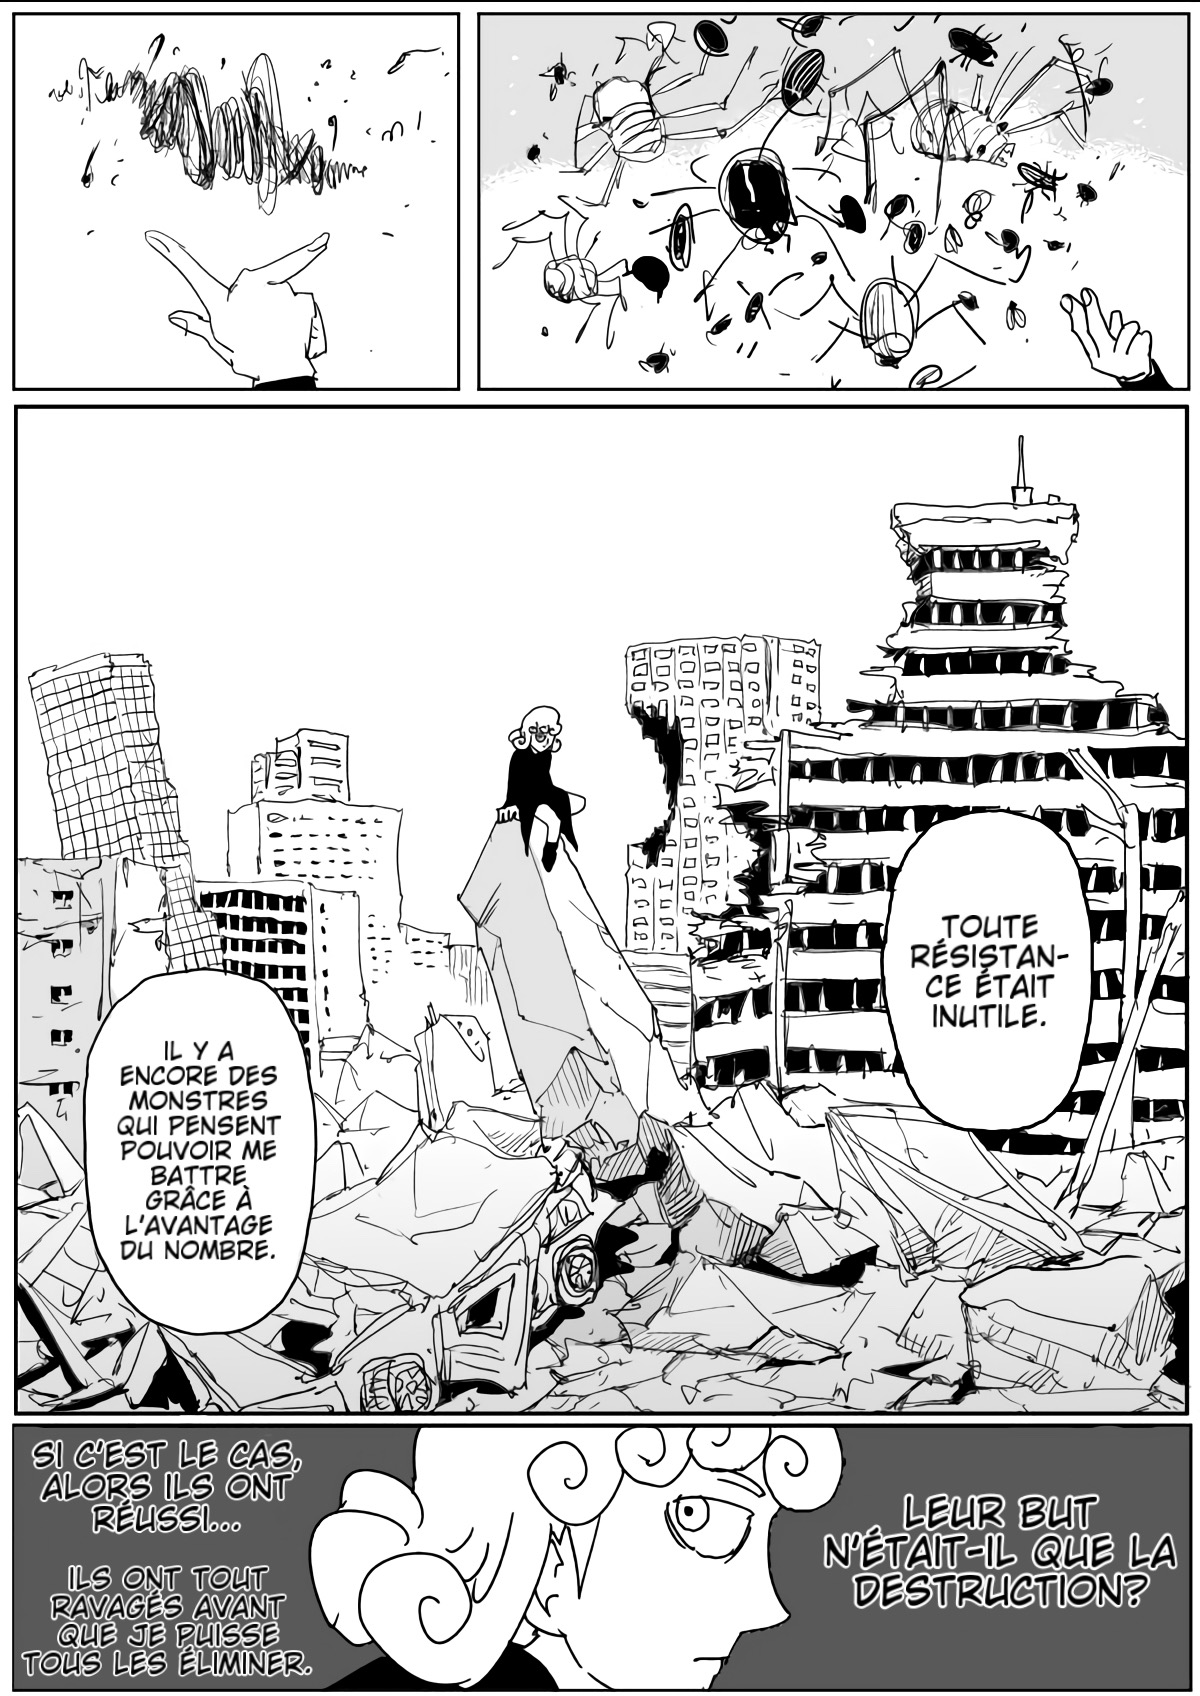 TOUTE
RÉSISTAN-
CE ÉTAIT
INUTILE.
IL Y A
ENCORE DES
MONSTRES
QUI PENSENT
POUVOIR ME
BATTRE
GRÂCE À
L'AVANTAGE
DU NOMBRE.
LEUR BUT
N'ÉTAIT-IL QUE LA
DESTRUCTION?
SI C'EST LE CAS,
ALORS ILS ONT
RÉUSSI...
ILS ONT TOUT
RAVAGÉS AVANT
QUE JE PUISSE
TOUS LES ÉLIMINER.